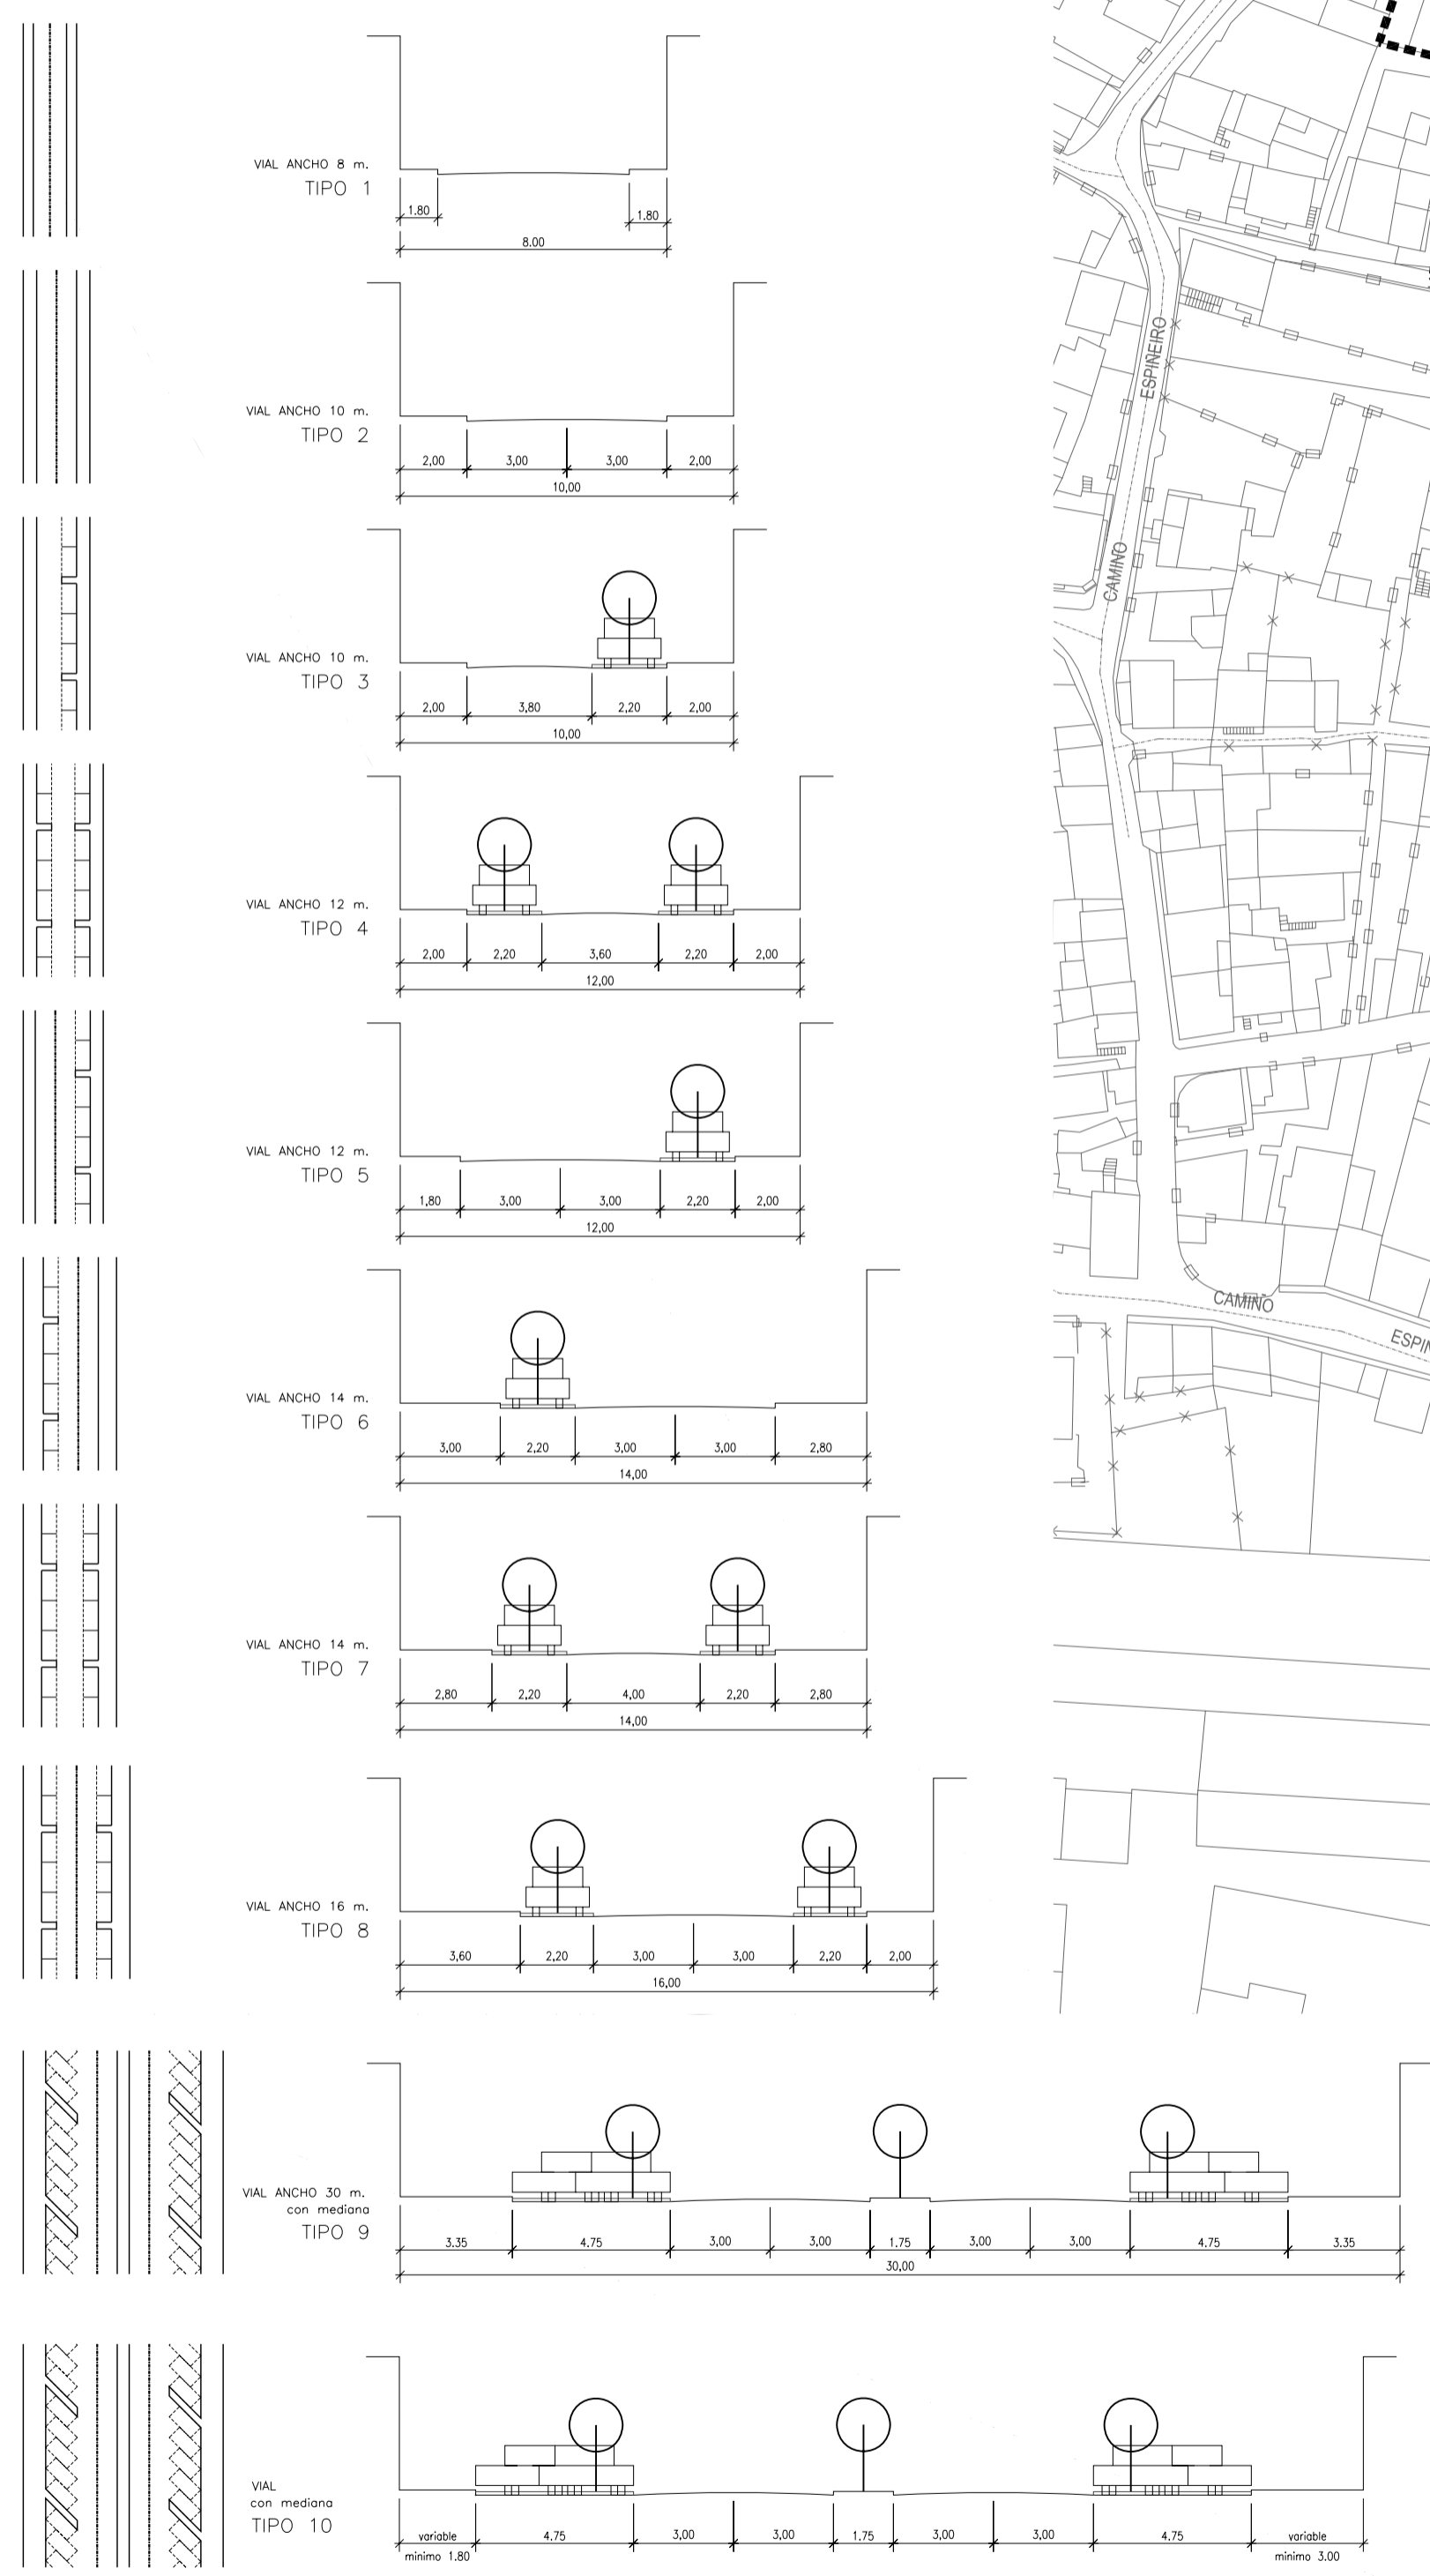 VIAL ANCHO 8 m.
TIPO 1
1.80
1.80
8.00
VIAL ANCHO 10 m.
TIPO 2
2,00 3,00 3,00 2,00
10,00
VIAL ANCHO 10 m.
TIPO 3
2,00 3,80 2,20 2,00
10,00
VIAL ANCHO 12 m.
TIPO 4
2,00 2,20 3,60 2,20 2,00
12,00
VIAL ANCHO 12 m.
TIPO 5
1,80 3,00 3,00 2,20 2,00
12,00
VIAL ANCHO 14 m.
TIPO 6
3,00 2,20 3,00 3,00 2,80
14,00
VIAL ANCHO 14 m.
TIPO 7
2,80 2,20 4,00 2,20 2,80
14,00
VIAL ANCHO 16 m.
TIPO 8
3,60 2,20 3,00 3,00 2,20 2,00
16,00
VIAL ANCHO 30 m.
con mediana
TIPO 9
3.35 4.75 3,00 3,00 1.75 3,00 3,00 4.75 3.35
30,00
VIAL
con mediana
TIPO 10
variable 4.75 3,00 3,00 1.75 3,00 3,00 4.75 variable
minimo 1.80 minimo 3.00
CAMINO ESPIÑEIRO
CAMINO
ESPIÑ